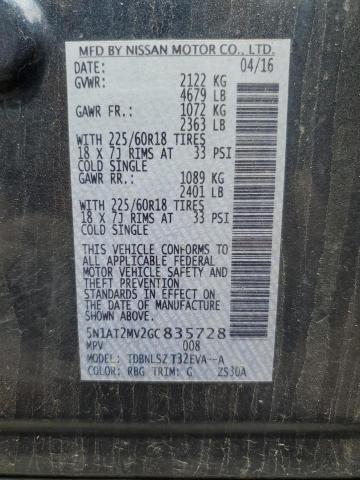 MFD BY NISSAN MOTOR CO., LTD.
DATE: 04/16
GVWR: 2122 KG
4679 LB
GAWR FR.: 1072 KG
2363 LB
WITH 225/60R18 TIRES
18 X 7J RIMS AT 33 PSI
COLD SINGLE
GAWR RR.: 1089 KG
2401 LB
WITH 225/60R18 TIRES
18 X 7J RIMS AT 33 PSI
COLD SINGLE
THIS VEHICLE CONFORMS TO
ALL APPLICABLE FEDERAL
MOTOR VEHICLE SAFETY
THEFT PREVENTION
STANDARDS IN EFFECT ON
THE DATE OF MANUFACTURE
SHOWN ABOVE.
5N1AT2MV2GC835728
MPV 008
MODEL: TDBNLSZ T32EVA--A
COLOR: RBG TRIM: G ZS30A